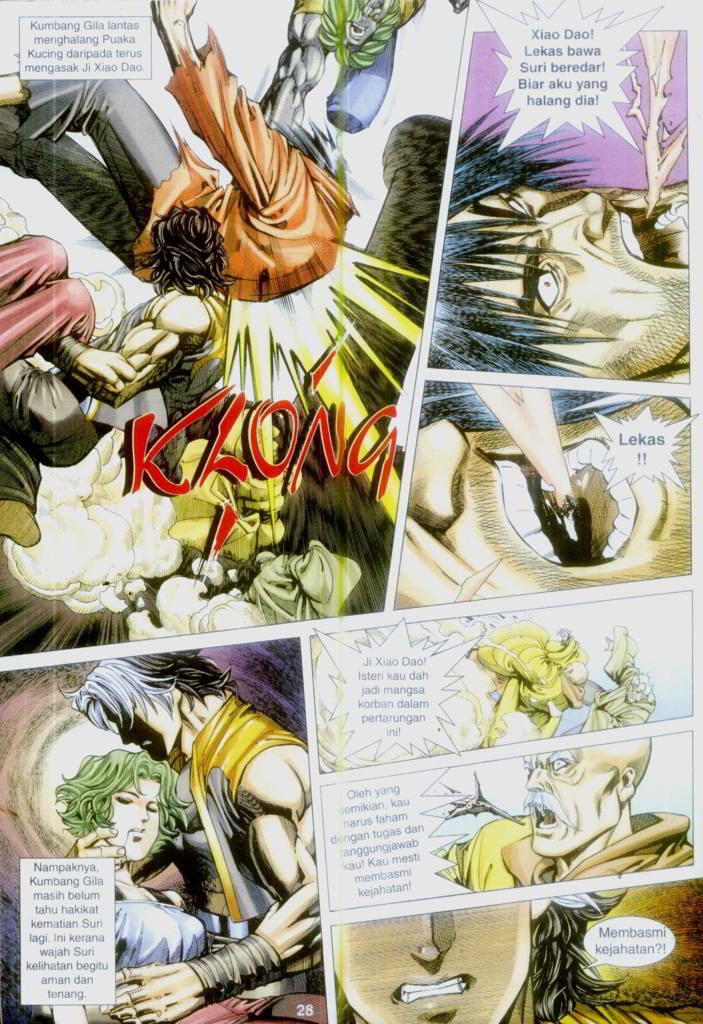 Kumbang Gila lantas
menghalang Puaka
Kucing daripada terus
mengasak Ji Xiao Dao.
Xiao Dao!
Lekas bawa
Suri beredar!
Biar aku yang
halang dia!
KLONG
!
Lekas
!!
Ji Xiao Dao!
Isteri kau dah
jadi mangsa
korban dalam
pertarungan
ini!
Oleh yang
demikian, kau
harus faham
dengan tugas dan
tanggungjawab
kau! Kau mesti
membasmi
kejahatan!
Nampaknya,
Kumbang Gila
masih belum
tahu hakikat
kematian Suri
lagi. Ini kerana
wajah Suri
kelihatan begitu
aman dan
tenang.
Membasmi
kejahatan?!
28